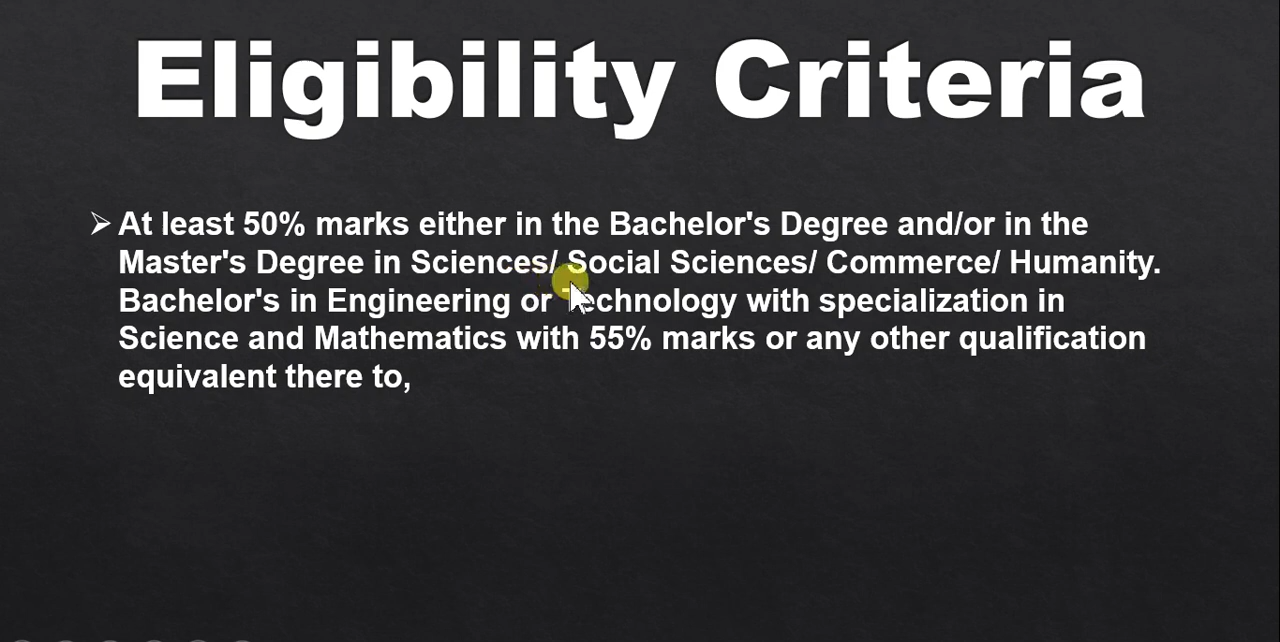 Eligibility Criteria
At least 50% marks either in the Bachelor's Degree and/or in the
Master's Degree in Sciences/ Social Sciences/ Commerce/ Humanity.
Bachelor's in Engineering or Technology with specialization in
Science and Mathematics with 55% marks or any other qualification
equivalent there to,